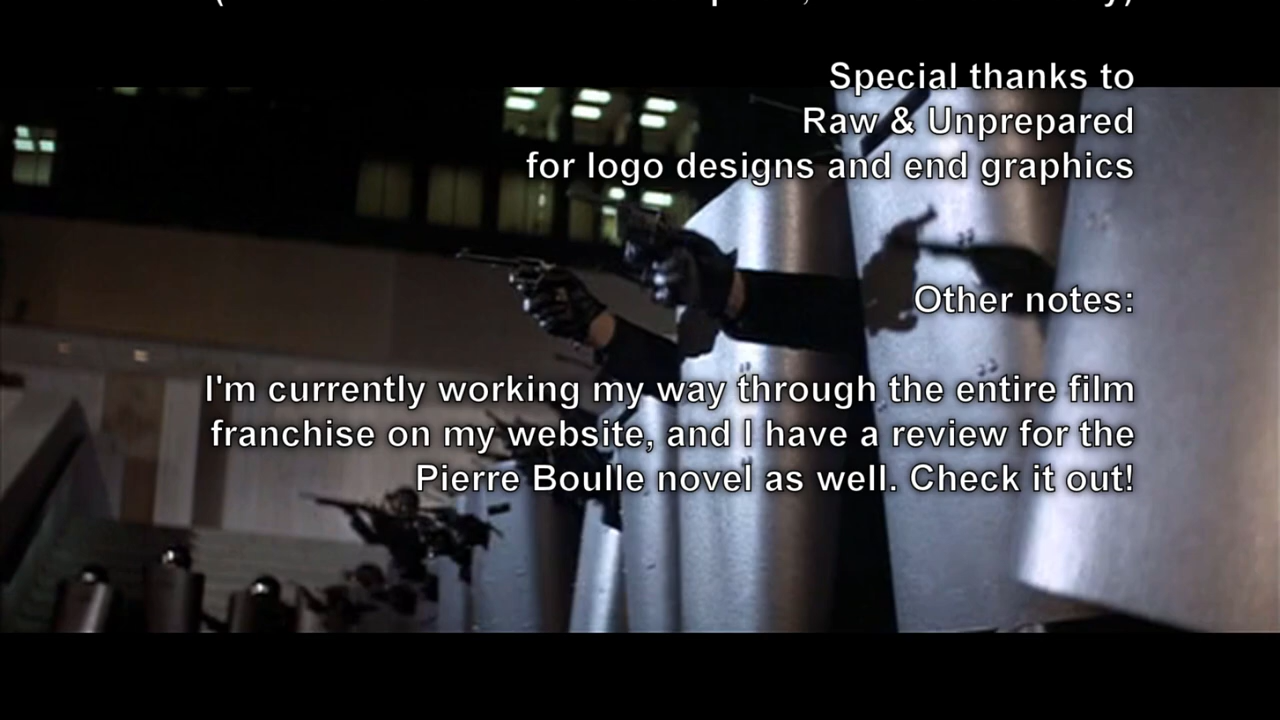 Special thanks to
Raw & Unprepared
for logo designs and end graphics
Other notes:
I'm currently working my way through the entire film
franchise on my website, and I have a review for the
Pierre Boulle novel as well. Check it out!